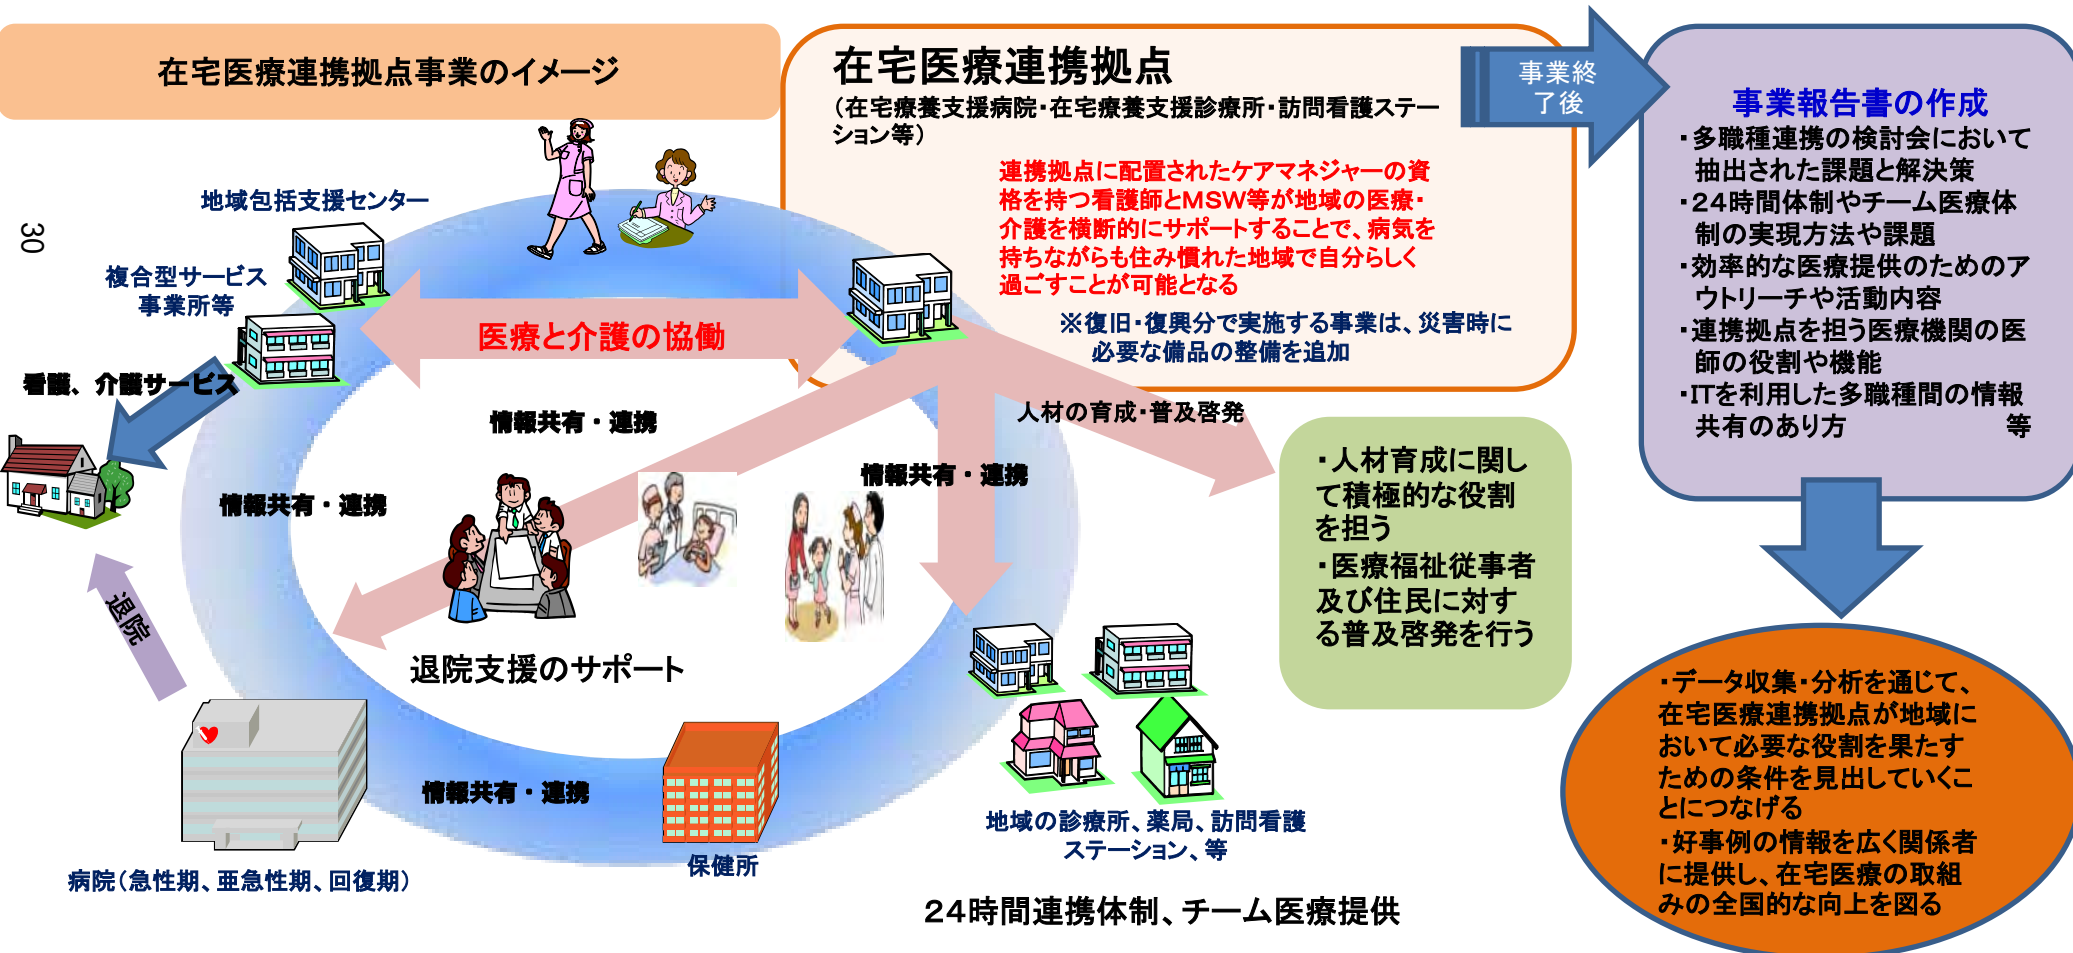 在宅医療連携拠点事業のイメージ
在宅医療連携拠点
（在宅療養支援病院・在宅療養支援診療所・訪問看護ステー
ション等）
連携拠点に配置されたケアマネジャーの資
格を持つ看護師とMSW等が地域の医療・
介護を横断的にサポートすることで、病気を
持ちながらも住み慣れた地域で自分らしく
過ごすことが可能となる
※復旧・復興分で実施する事業は、災害時に
必要な備品の整備を追加
事業終
了後
事業報告書の作成
・多職種連携の検討会において
抽出された課題と解決策
・24時間体制やチーム医療体
制の実現方法や課題
・効率的な医療提供のためのア
ウトリーチや活動内容
・連携拠点を担う医療機関の医
師の役割や機能
・ITを利用した多職種間の情報
共有のあり方 等
30
地域包括支援センター
複合型サービス
事業所等
医療と介護の協働
看護、介護サービス
情報共有・連携
人材の育成・普及啓発
情報共有・連携
情報共有・連携
・人材育成に関し
て積極的な役割
を担う
・医療福祉従事者
及び住民に対す
る普及啓発を行う
退院
退院支援のサポート
情報共有・連携
病院（急性期、亜急性期、回復期）
保健所
地域の診療所、薬局、訪問看護
ステーション、等
24時間連携体制、チーム医療提供
・データ収集・分析を通じて、
在宅医療連携拠点が地域に
おいて必要な役割を果たす
ための条件を見出していくこ
とにつなげる
・好事例の情報を広く関係者
に提供し、在宅医療の取組
みの全国的な向上を図る